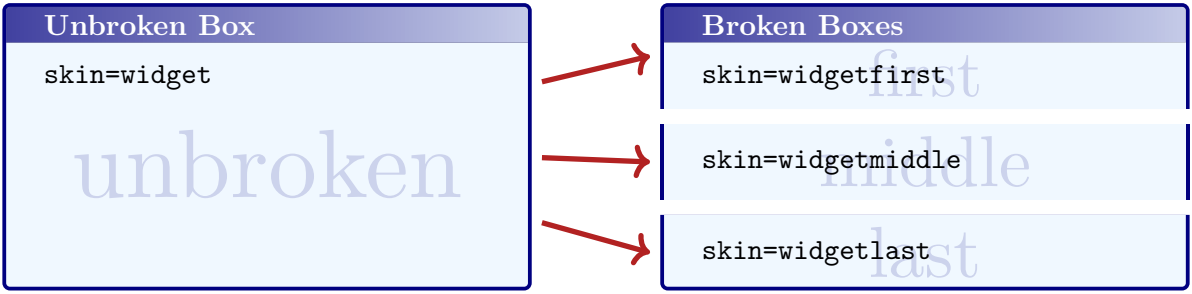 Unbroken Box
skin=widget
unbroken
Broken Boxes
first
skin=widgetfirst
middle
skin=widgetmiddle
last
skin=widgetlast